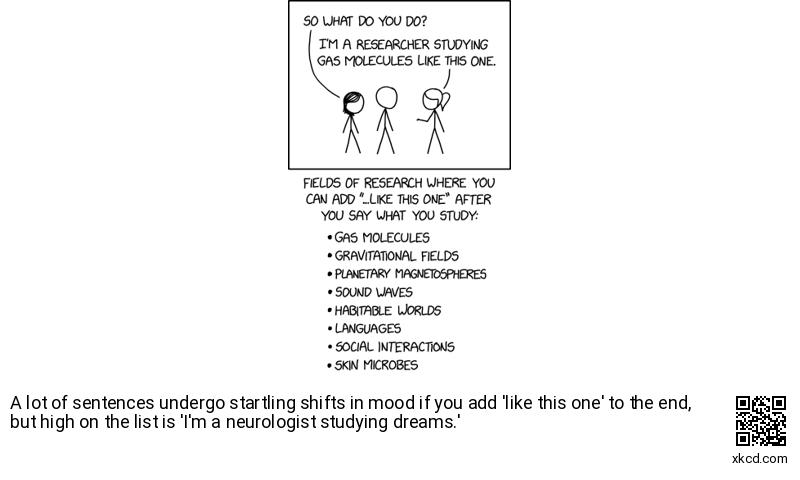 SO WHAT DO YOU DO?
I'M A RESEARCHER STUDYING
GAS MOLECULES LIKE THIS ONE.
FIELDS OF RESEARCH WHERE YOU
CAN ADD "...LIKE THIS ONE" AFTER
YOU SAY WHAT YOU STUDY:
• GAS MOLECULES
• GRAVITATIONAL FIELDS
• PLANETARY MAGNETOSPHERES
• SOUND WAVES
• HABITABLE WORLDS
• LANGUAGES
• SOCIAL INTERACTIONS
• SKIN MICROBES
A lot of sentences undergo startling shifts in mood if you add 'like this one' to the end,
but high on the list is 'I'm a neurologist studying dreams.'
xkcd.com